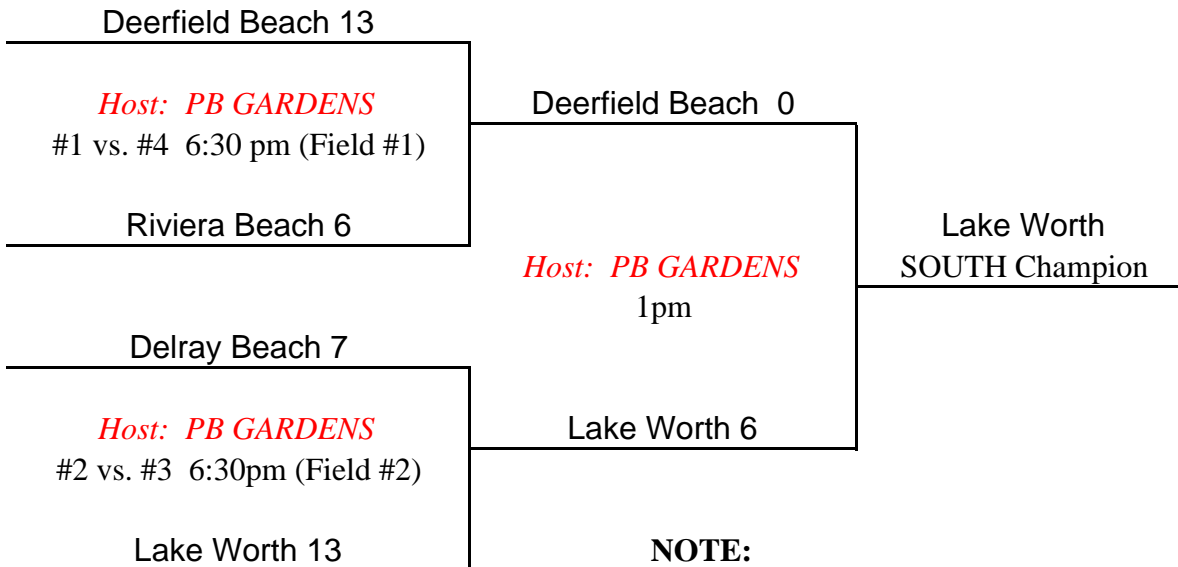 Deerfield Beach 13
Host: PB GARDENS
#1 vs. #4 6:30 pm (Field #1)
Riviera Beach 6
Delray Beach 7
Host: PB GARDENS
#2 vs. #3 6:30pm (Field #2)
Lake Worth 13
Deerfield Beach 0
Host: PB GARDENS
1pm
Lake Worth 6
NOTE:
Lake Worth
SOUTH Champion